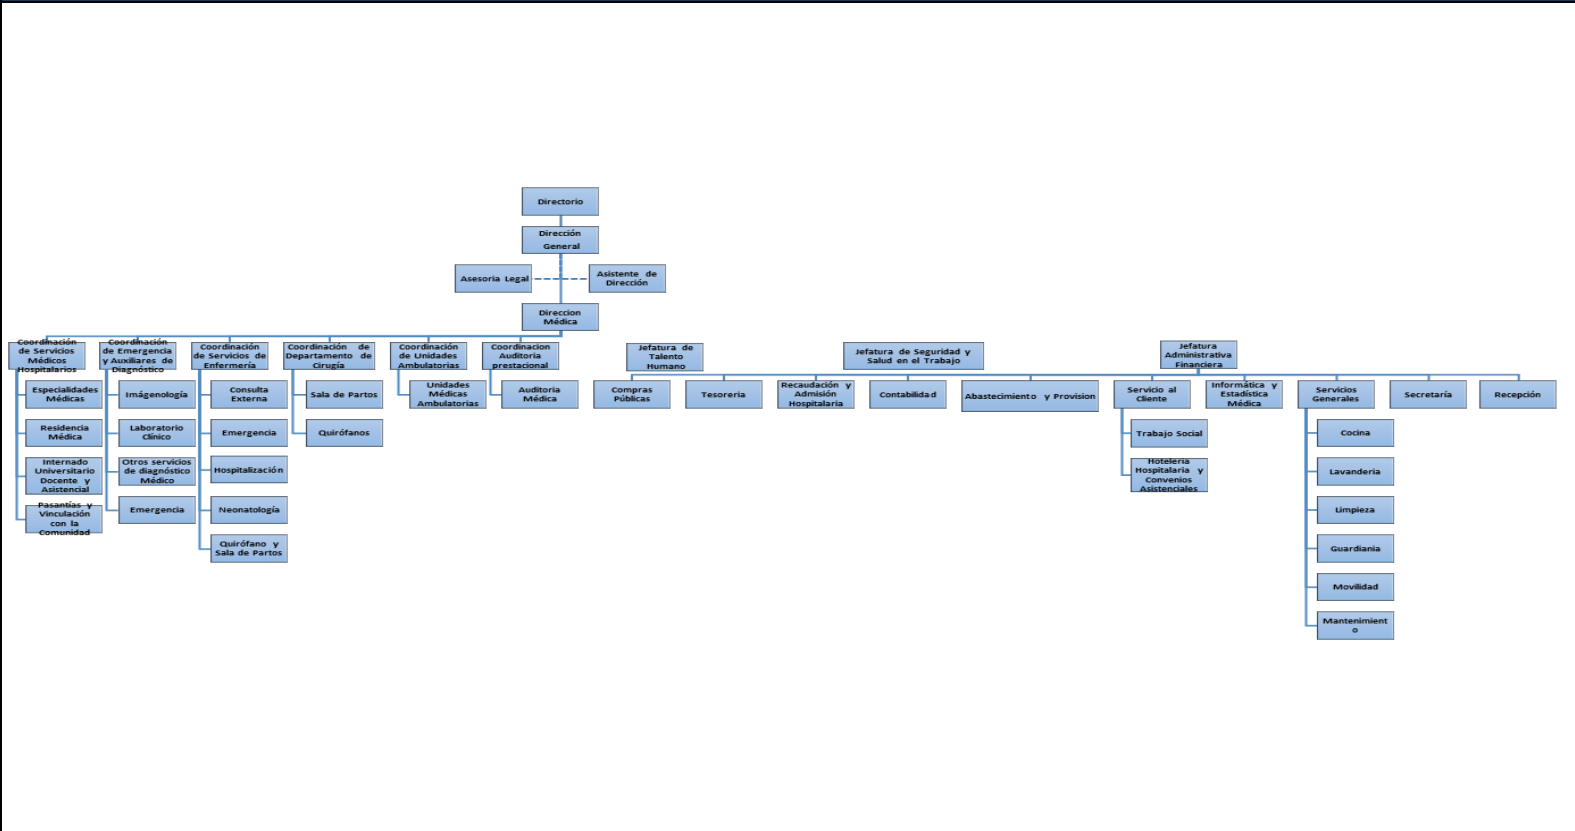 Directorio
Dirección
General
Asesoria Legal
Asistente de
Dirección
Direccion
Médica
Coordinación
de Servicios
Médicos
Hospitalarios
Coordinación
de Emergencia
y Auxiliares de
Diagnóstico
Coordinación
de Servicios de
Enfermería
Coordinación de
Departamento de
Cirugía
Coordinación
de Unidades
Ambulatorias
Coordinacion
Auditoria
prestacional
Jefatura de
Talento
Humano
Jefatura de Seguridad y
Salud en el Trabajo
Jefatura
Administrativa
Financiera
Especialidades
Médicas
Imágenología
Consulta
Externa
Sala de Partos
Unidades
Médicas
Ambulatorias
Auditoria
Médica
Compras
Públicas
Tesoreria
Recaudación y
Admisión
Hospitalaria
Contabilidad
Abastecimiento y Provision
Servicio al
Cliente
Informática y
Estadística
Médica
Servicios
Generales
Secretaría
Recepción
Residencia
Médica
Laboratorio
Clínico
Emergencia
Quirófanos
Trabajo Social
Cocina
Internado
Universitario
Docente y
Asistencial
Otros servicios
de diagnóstico
Médico
Hospitalización
Hoteleria
Hospitalaria y
Convenios
Asistenciales
Lavanderia
Pasantías y
Vinculación
con la
Comunidad
Emergencia
Neonatología
Limpieza
Quirófano y
Sala de Partos
Guardiania
Movilidad
Mantenimient
o